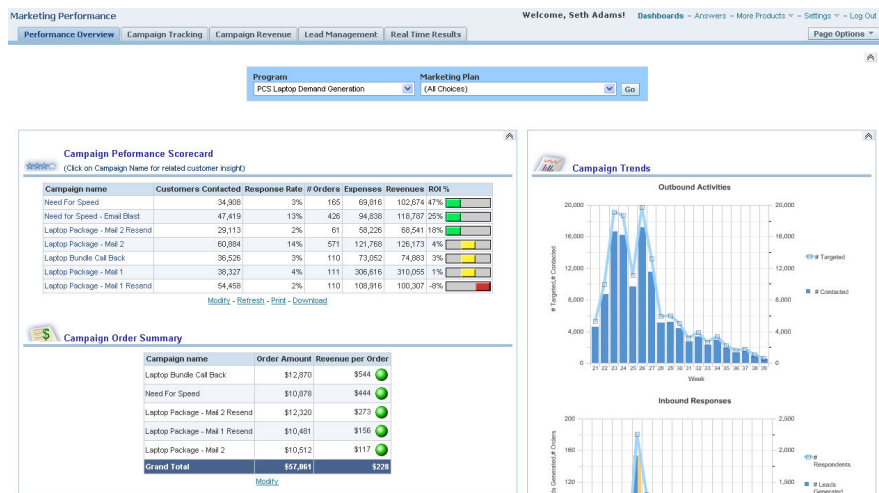 Marketing Performance
Welcome, Seth Adams! Dashboards - Answers - More Products - Settings - Log Out
Performance Overview Campaign Tracking Campaign Revenue Lead Management Real Time Results Page Options
Program Marketing Plan
PCS Laptop Demand Generation (All Choices) Go
Campaign Peformance Scorecard
(Click on Campaign Name for related customer insight)
Campaign name Customers Contacted Response Rate # Orders Expenses Revenues ROI %
Need For Speed 34,908 3% 165 69,816 102,674 47%
Need for Speed - Email Blast 47,419 13% 426 94,838 118,787 25%
Laptop Package - Mail 2 Resend 29,113 2% 61 58,226 68,541 18%
Laptop Package - Mail 2 60,884 14% 571 121,768 126,173 4%
Laptop Bundle Call Back 36,526 3% 110 73,052 74,883 3%
Laptop Package - Mail 1 38,327 4% 111 306,616 310,055 1%
Laptop Package - Mail 1 Resend 54,458 2% 110 108,916 100,307 -8%
Modify - Refresh - Print - Download
Campaign Order Summary
Campaign name Order Amount Revenue per Order
Laptop Bundle Call Back $12,870 $544
Need For Speed $10,878 $444
Laptop Package - Mail 2 Resend $12,320 $273
Laptop Package - Mail 1 Resend $10,481 $156
Laptop Package - Mail 2 $10,512 $117
Grand Total $57,061 $228
Modify
Campaign Trends
Outbound Activities
# Targeted,# Contacted
20,000 20,000
16,000 16,000
12,000 12,000
8,000 8,000
4,000 4,000
0 0
21 22 23 24 25 26 27 28 29 30 31 32 33 34 35 36 37 38 39
Week
# Targeted
# Contacted
Inbound Responses
200 2,500
160 2,000
120 1,500
Generated,# Orders
# Respondents
# Leads
Generated